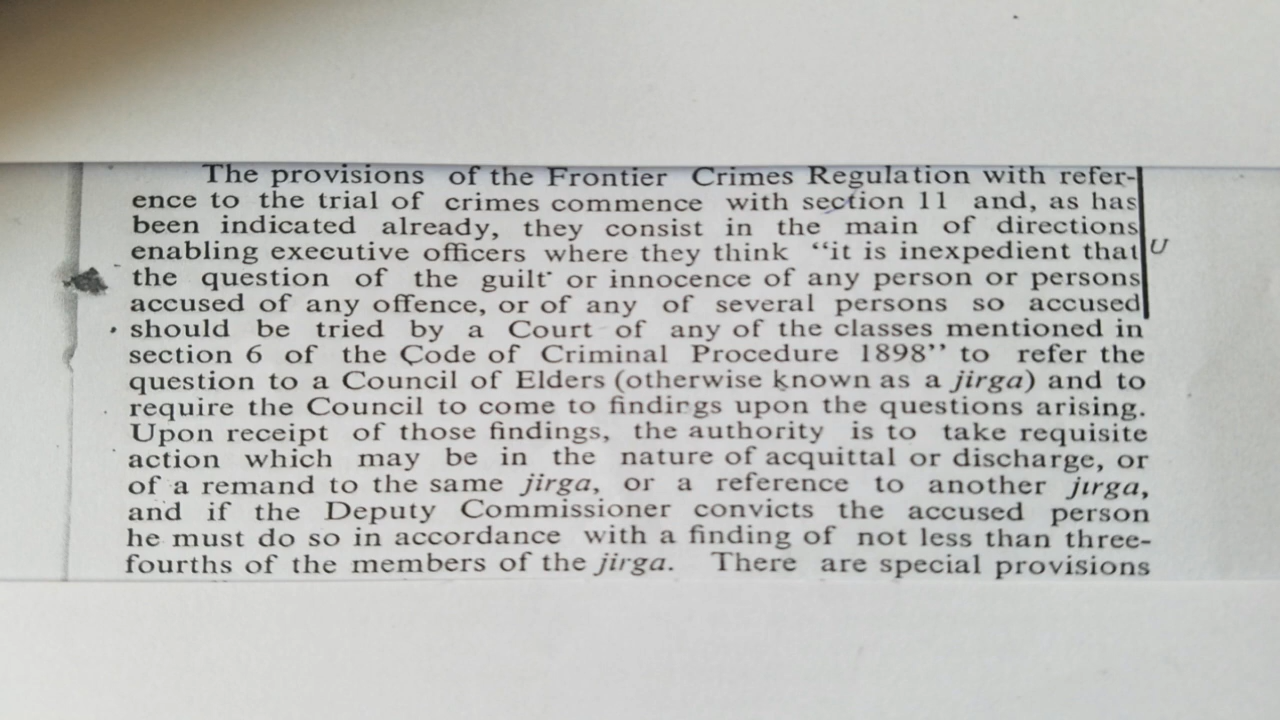 The provisions of the Frontier Crimes Regulation with refer-
ence to the trial of crimes commence with section 11 and, as has
been indicated already, they consist in the main of directions
enabling executive officers where they think “it is inexpedient that U
the question of the guilt or innocence of any person or persons
accused of any offence, or of any of several persons so accused
should be tried by a Court of any of the classes mentioned in
section 6 of the Code of Criminal Procedure 1898” to refer the
question to a Council of Elders (otherwise known as a jirga) and to
require the Council to come to findings upon the questions arising.
Upon receipt of those findings, the authority is to take requisite
action which may be in the nature of acquittal or discharge, or
of a remand to the same jirga, or a reference to another jirga,
and if the Deputy Commissioner convicts the accused person
he must do so in accordance with a finding of not less than three-
fourths of the members of the jirga. There are special provisions